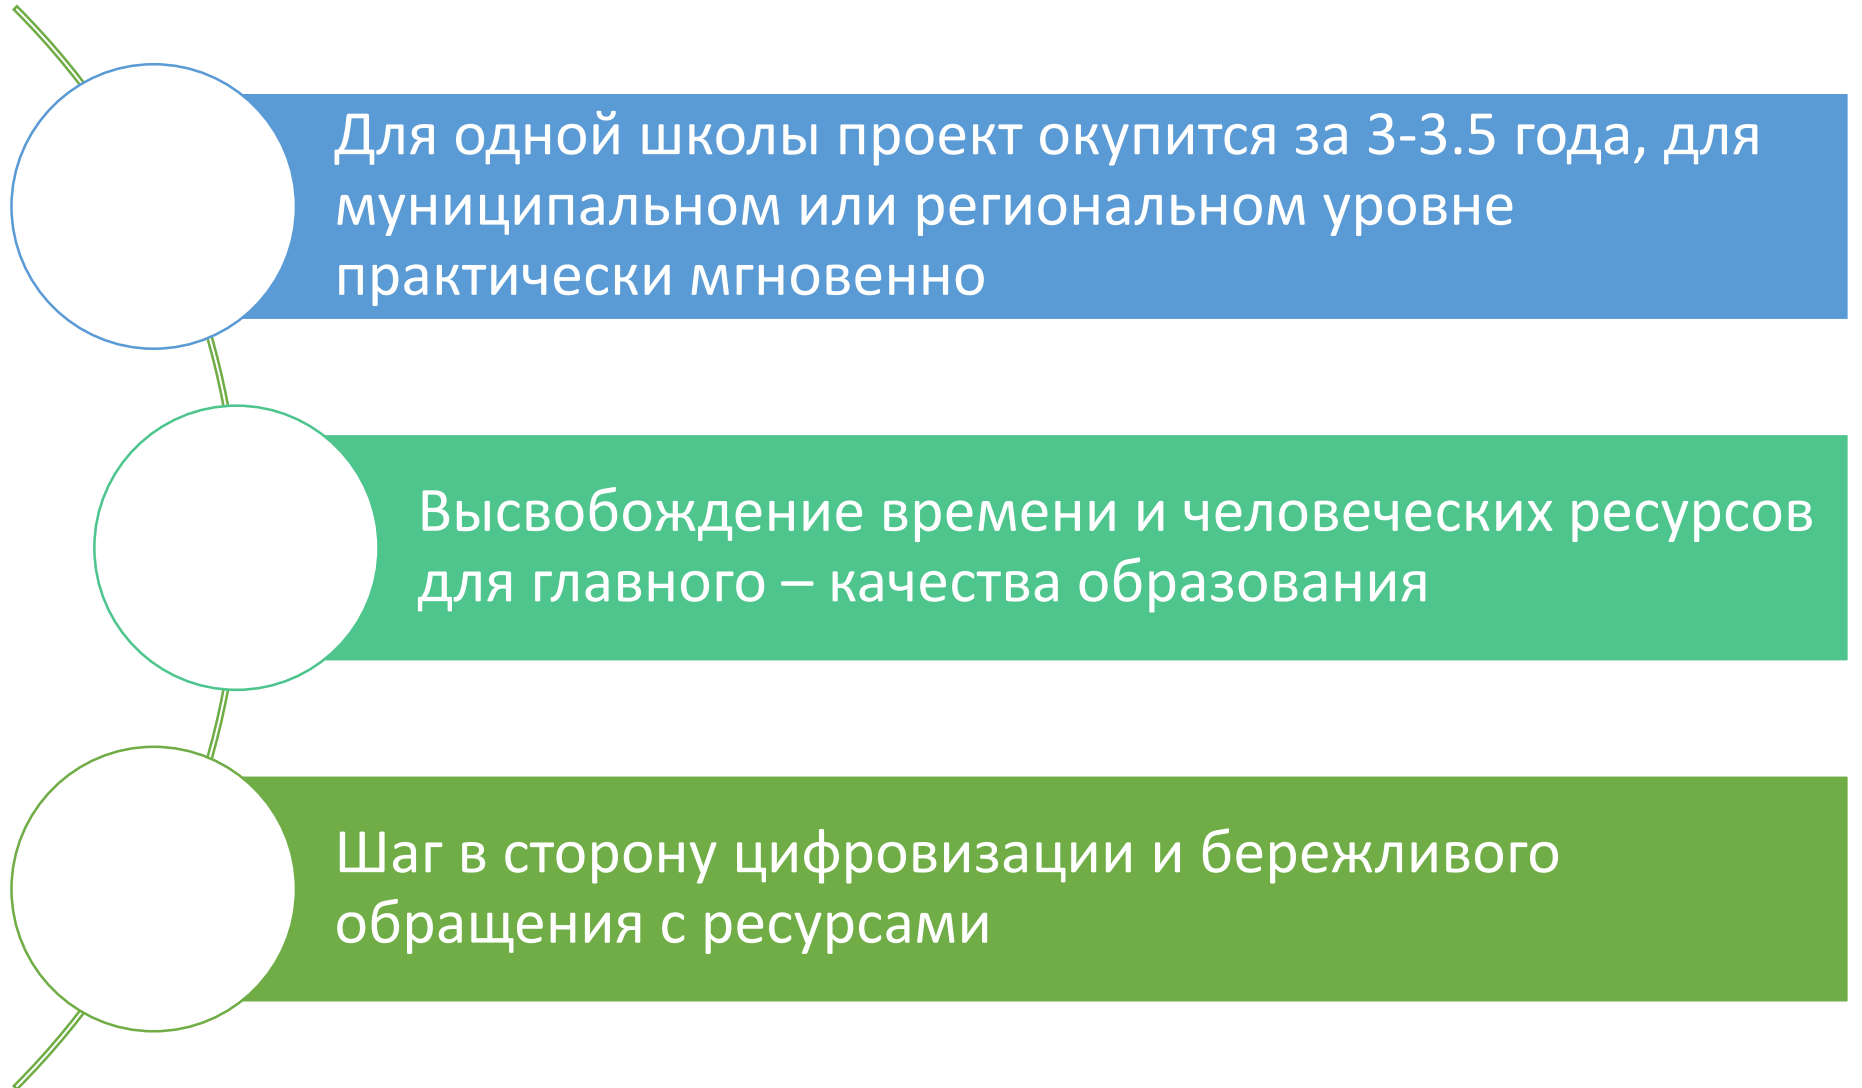 Для одной школы проект окупится за 3-3.5 года, для
муниципальном или региональном уровне
практически мгновенно
Высвобождение времени и человеческих ресурсов
для главного – качества образования
Шаг в сторону цифровизации и бережливого
обращения с ресурсами